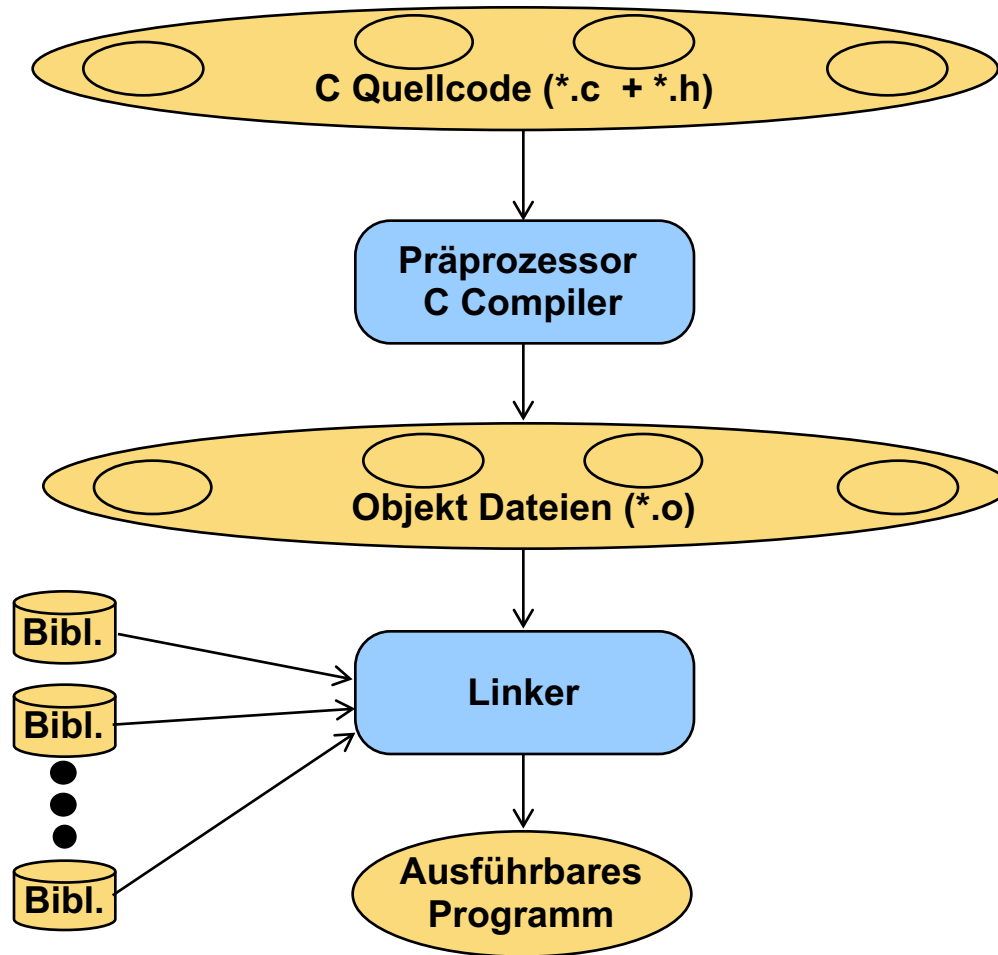 C Quellcode (*.c + *.h)
Präprozessor
C Compiler
Objekt Dateien (*.o)
Bibl.
Linker
Bibl.
Bibl.
Ausführbares
Programm